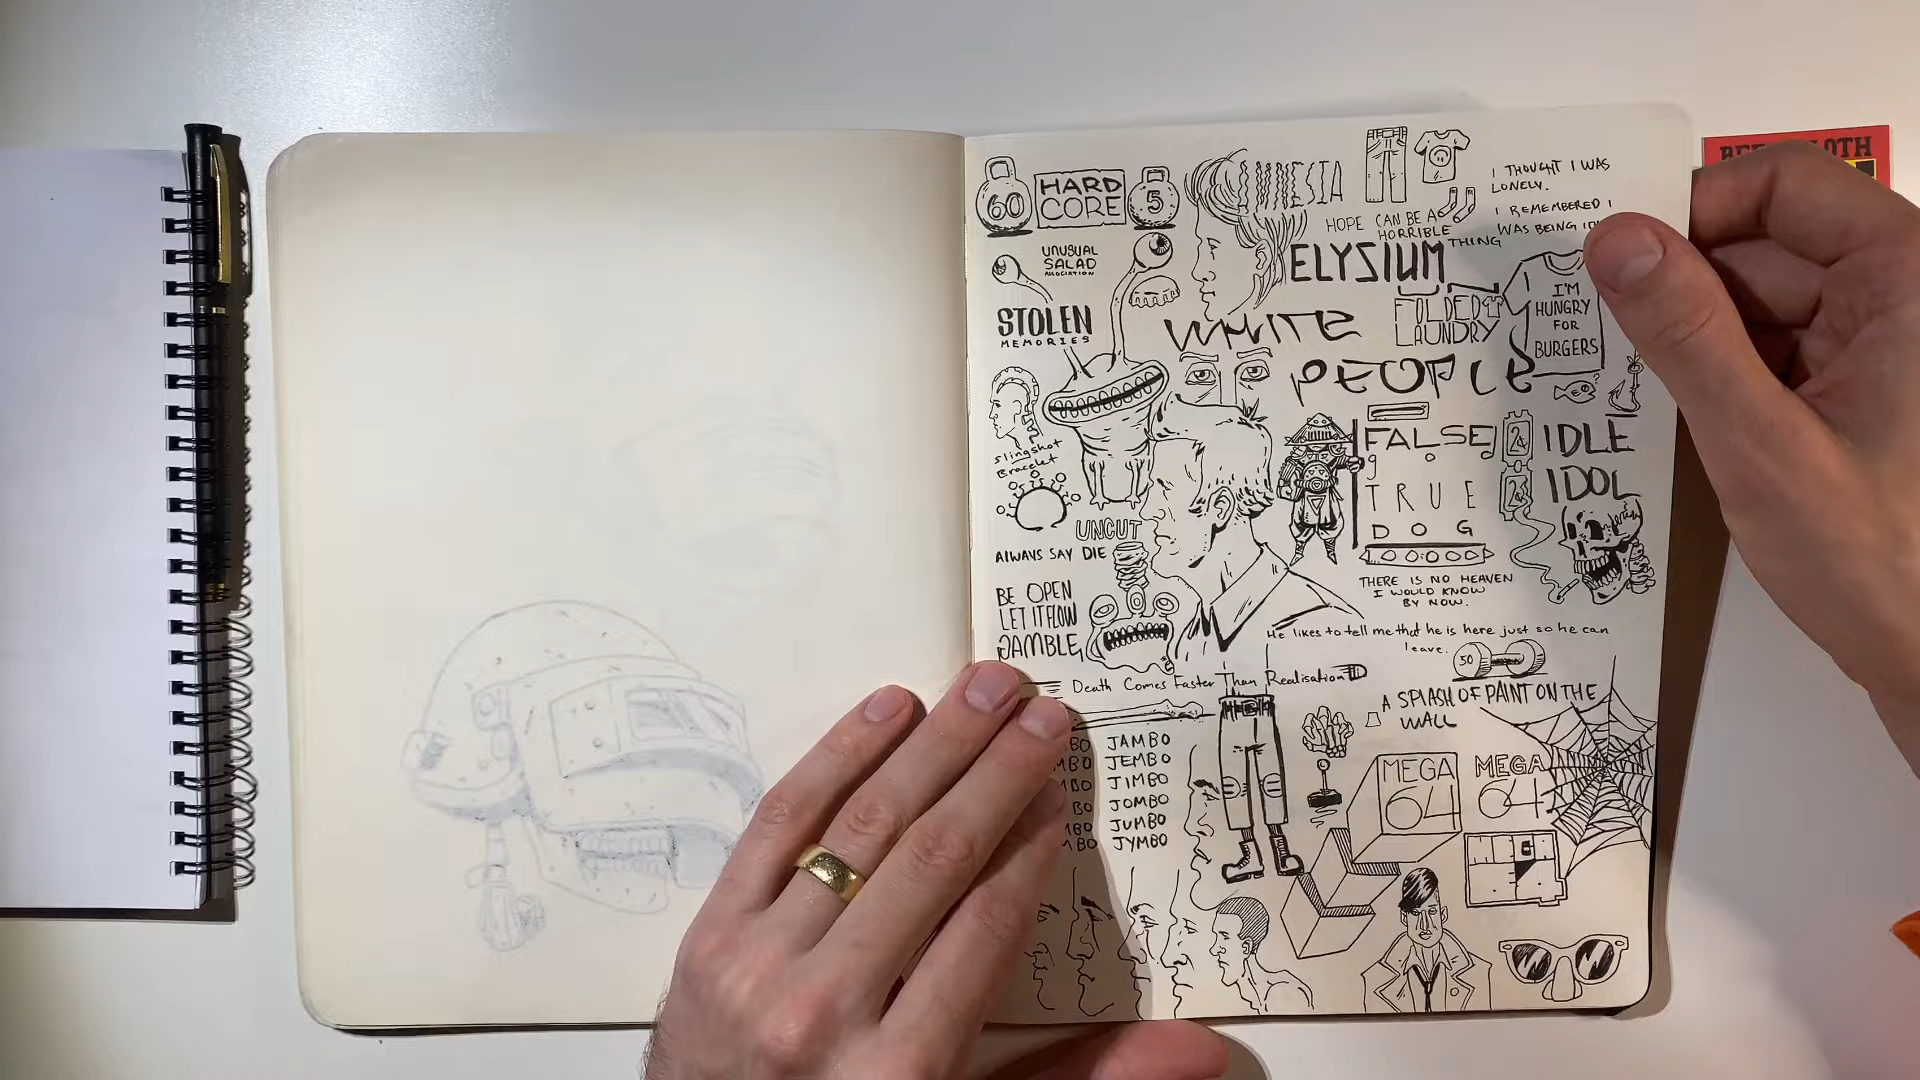 60
HARD
CORE
5
AMNESIA
I THOUGHT I WAS
LONELY.
I REMEMBERED I
WAS BEING
HOPE CAN BE A
HORRIBLE
THING
UNUSUAL
SALAD
ASSOCIATION
ELYSIUM
STOLEN
MEMORIES
WHITE
PEOPLE
FOLDED
LAUNDRY
I'M
HUNGRY
FOR
BURGERS
Slingshot
Bracelet
FALSE
g o d
TRUE
DOG
IDLE
IDOL
UNCUT
ALWAYS SAY DIE
BE OPEN
LET IT FLOW
GAMBLE
THERE IS NO HEAVEN
I WOULD KNOW
BY NOW.
He likes to tell me that he is here just so he can
leave.
50
Death Comes Faster Than Realisation
A SPLASH OF PAINT ON THE
WALL
JAMBO
JEMBO
JIMBO
JOMBO
JUMBO
JYMBO
MEGA
64
MEGA
64